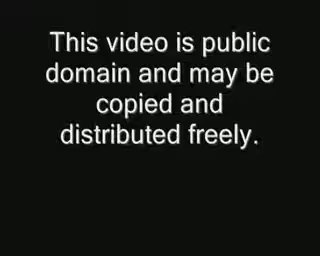 This video is public
domain and may be
copied and
distributed freely.